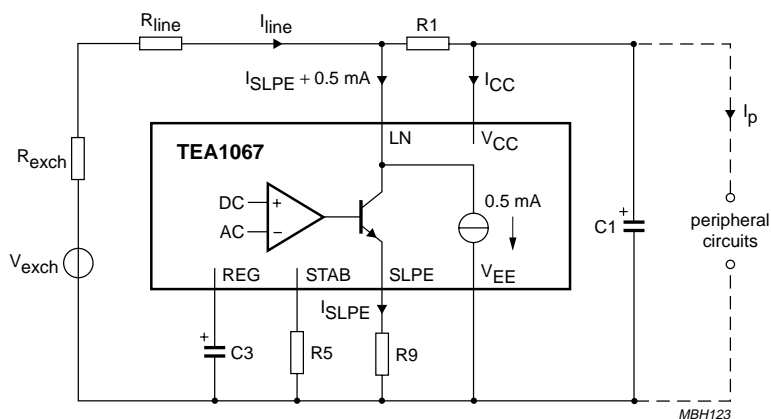 Rline
Iline
R1
ISLPE + 0.5 mA
ICC
Ip
LN
VCC
TEA1067
Rexch
DC
+
AC
−
0.5 mA
C1
+
peripheral
circuits
Vexch
REG
STAB
SLPE
VEE
ISLPE
+
C3
R5
R9
MBH123